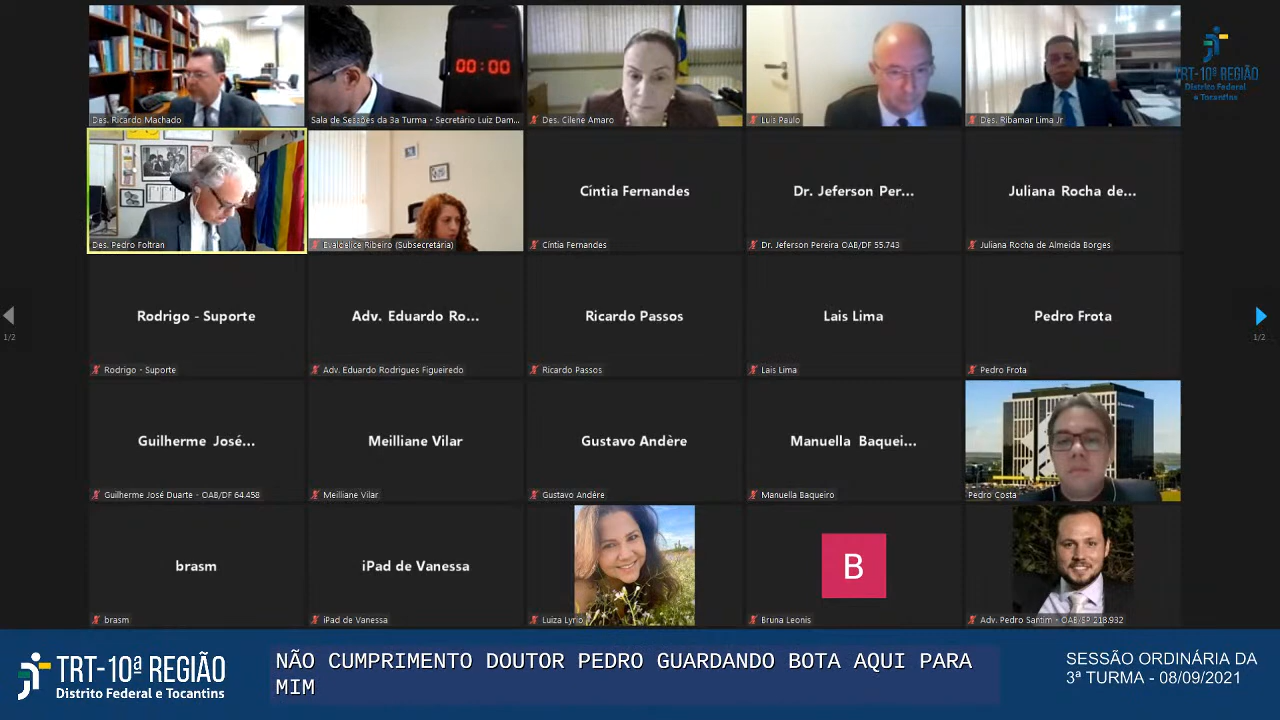 00:00
TRT-10ª REGIÃO
Distrito Federal
e Tocantins
Des. Ricardo Machado
Sala de Sessões da 3a Turma - Secretário Luiz Dam...
Des. Cilene Amaro
Luis Paulo
Des. Ribamar Lima Jr
Des. Pedro Foltran
Evaldelice Ribeiro (Subsecretária)
Cíntia Fernandes
Cíntia Fernandes
Dr. Jeferson Per...
Dr. Jeferson Pereira OAB/DF 55.743
Juliana Rocha de...
Juliana Rocha de Almeida Borges
1/2
1/2
Rodrigo - Suporte
Rodrigo - Suporte
Adv. Eduardo Ro...
Adv. Eduardo Rodrigues Figueiredo
Ricardo Passos
Ricardo Passos
Lais Lima
Lais Lima
Pedro Frota
Pedro Frota
Guilherme José...
Guilherme José Duarte - OAB/DF 64.458
Meilliane Vilar
Meilliane Vilar
Gustavo Andère
Gustavo Andère
Manuella Baquei...
Manuella Baqueiro
Pedro Costa
brasm
brasm
iPad de Vanessa
iPad de Vanessa
Luiza Lyrio
B
Bruna Leonis
Adv. Pedro Santim - OAB/SP 218.932
TRT-10ª REGIÃO
Distrito Federal e Tocantins
NÃO CUMPRIMENTO DOUTOR PEDRO GUARDANDO BOTA AQUI PARA
MIM
SESSÃO ORDINÁRIA DA
3ª TURMA - 08/09/2021